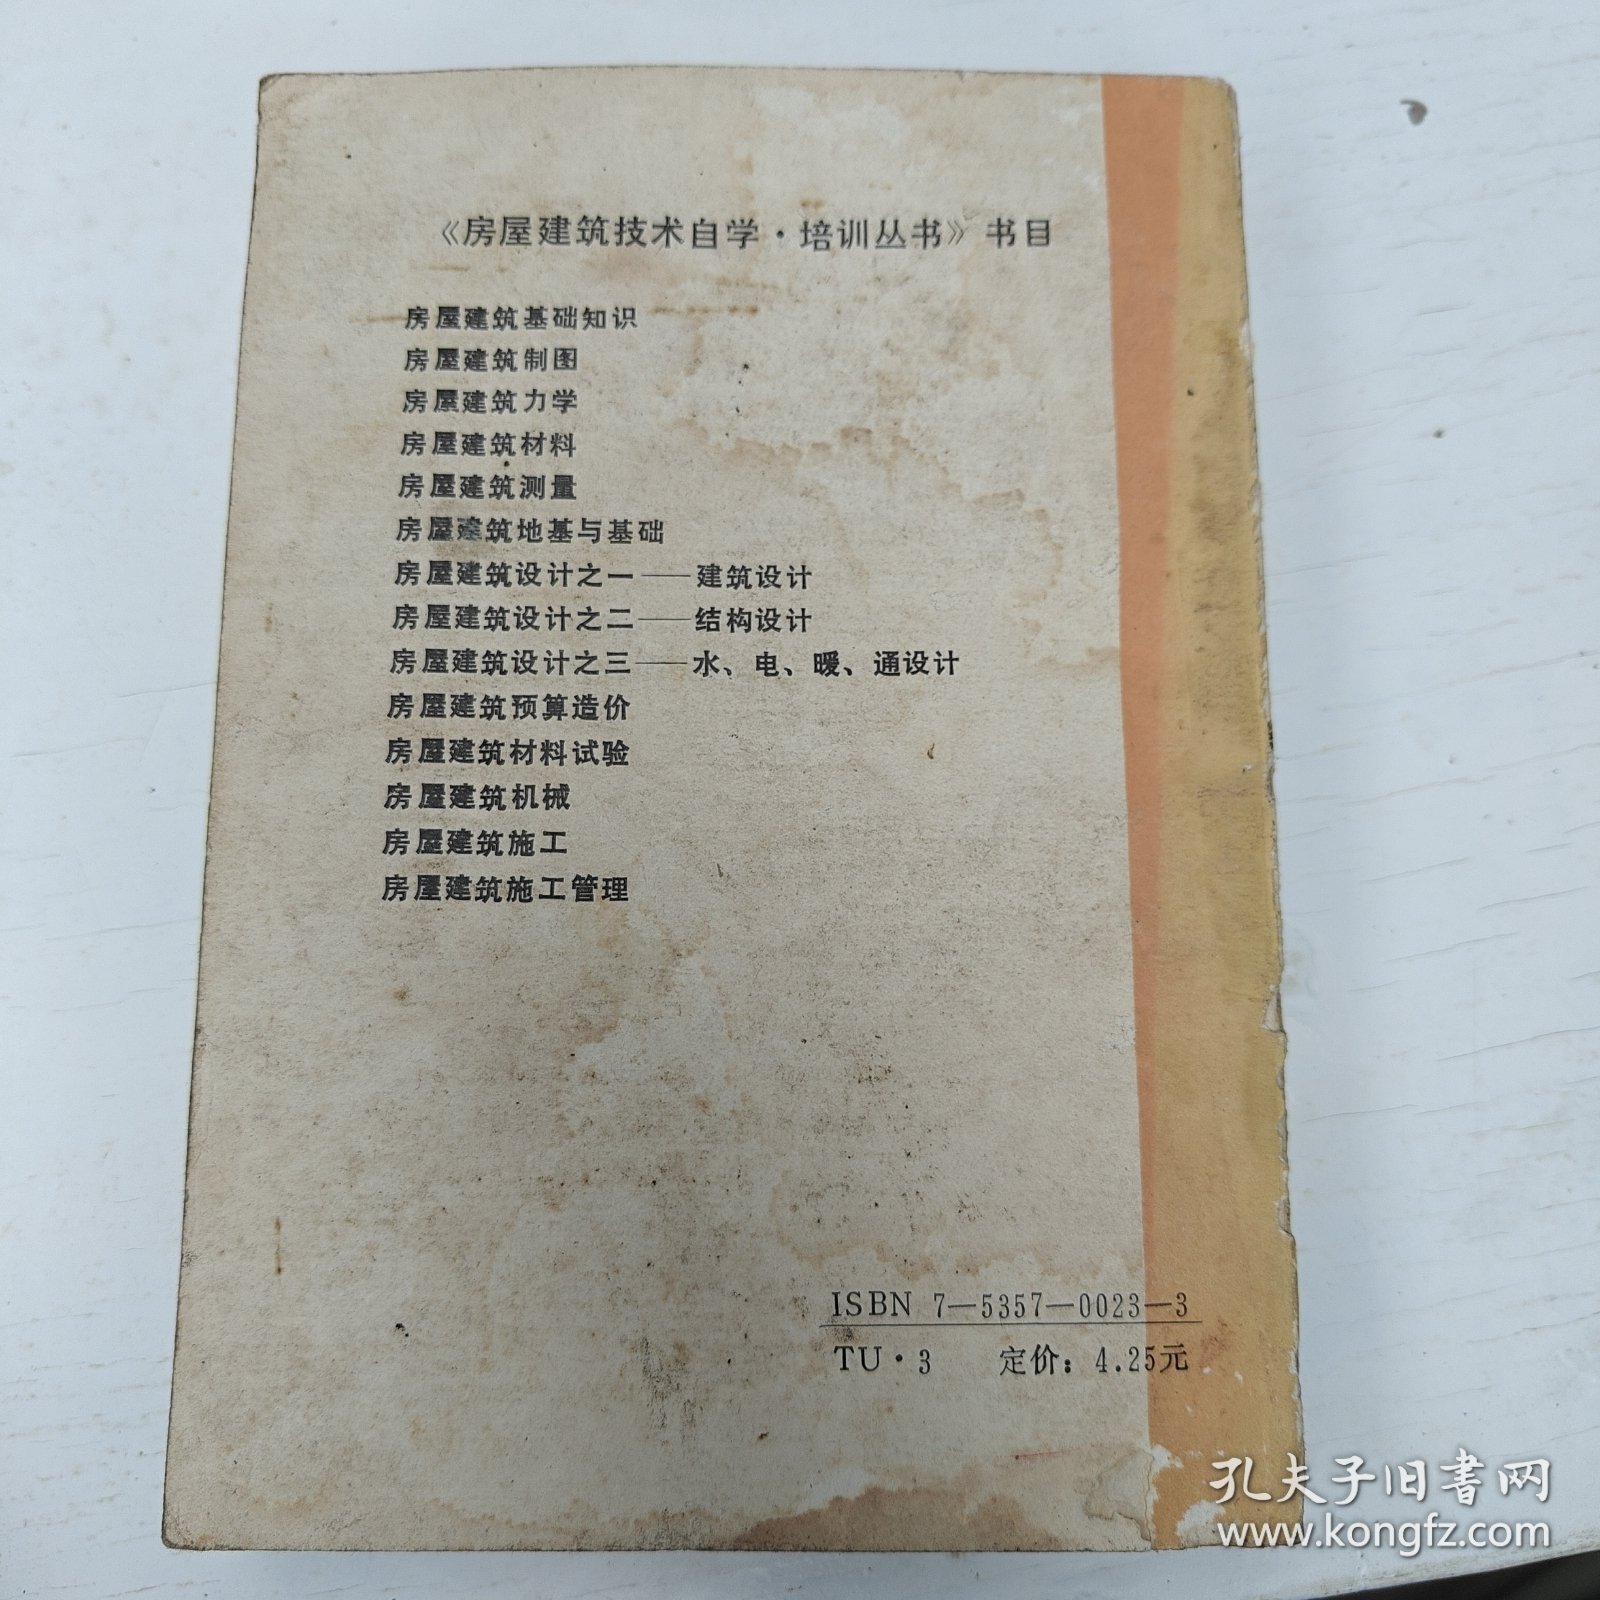 《房屋建筑技术自学·培训丛书》书目
房屋建筑基础知识
房屋建筑制图
房屋建筑力学
房屋建筑材料
房屋建筑测量
房屋建筑地基与基础
房屋建筑设计之一——建筑设计
房屋建筑设计之二——结构设计
房屋建筑设计之三——水、电、暖、通设计
房屋建筑预算造价
房屋建筑材料试验
房屋建筑机械
房屋建筑施工
房屋建筑施工管理
ISBN 7—5357—0023—3
TU·3 定价：4.25元
孔夫子旧书网
www.kongfz.com